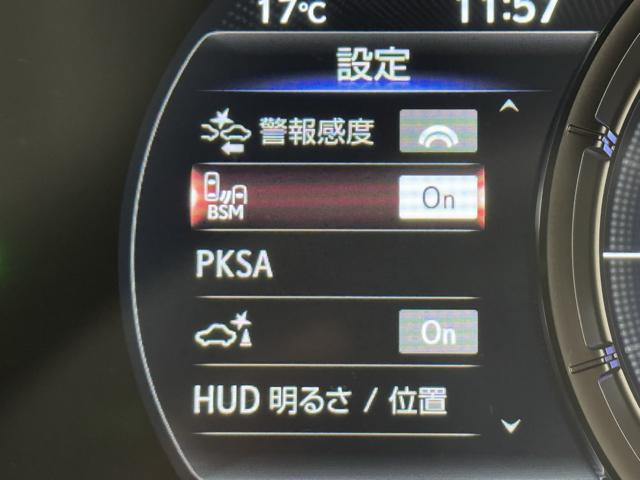 17℃ 11:57
設定
警報感度
BSM On
PKSA
On
HUD 明るさ / 位置